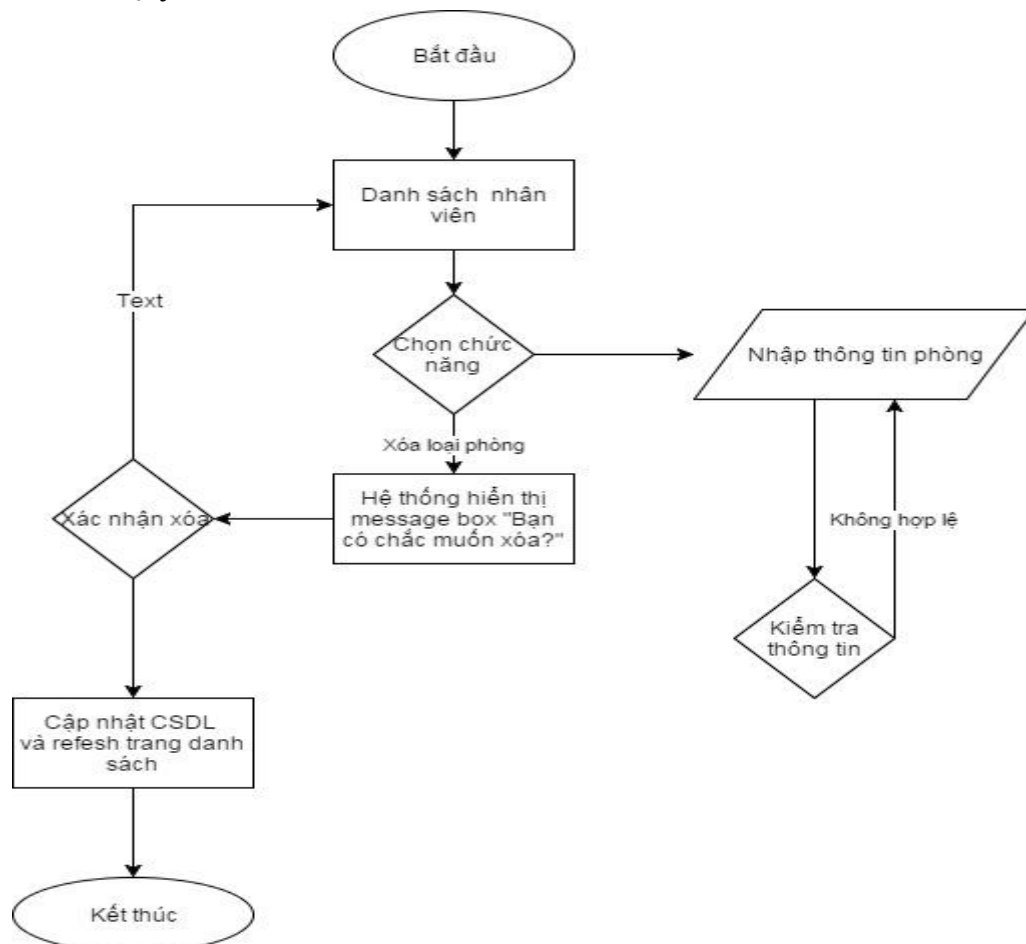 Bắt đầu
Danh sách nhân
viên
Text
Chọn chức
năng
Nhập thông tin phòng
Xóa loại phòng
Xác nhận xóa
Hệ thống hiển thị
message box "Bạn
có chắc muốn xóa?"
Không hợp lệ
Kiểm tra
thông tin
Cập nhật CSDL
và refesh trang danh
sách
Kết thúc